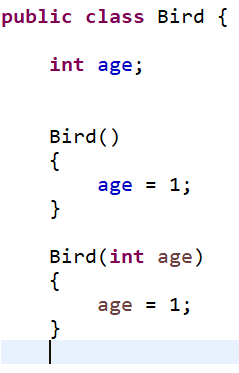 public class Bird {
int age;
Bird()
{
age = 1;
}
Bird(int age)
{
age = 1;
}